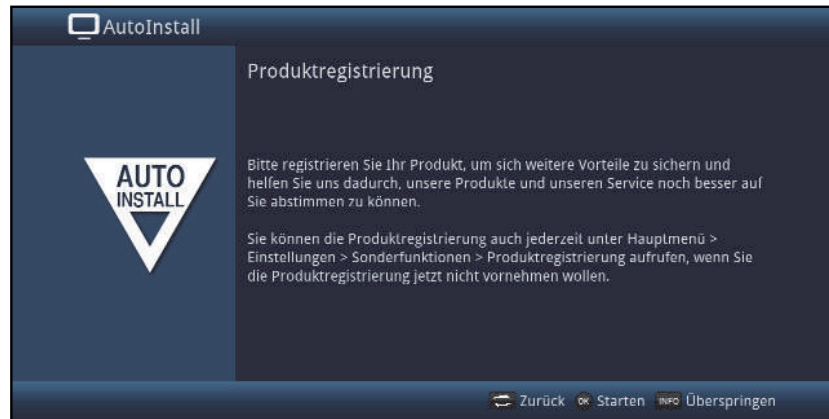 AutoInstall
Produktregistrierung
AUTO
INSTALL
Bitte registrieren Sie Ihr Produkt, um sich weitere Vorteile zu sichern und
helfen Sie uns dadurch, unsere Produkte und unseren Service noch besser auf
Sie abstimmen zu können.
Sie können die Produktregistrierung auch jederzeit unter Hauptmenü >
Einstellungen > Sonderfunktionen > Produktregistrierung aufrufen, wenn Sie
die Produktregistrierung jetzt nicht vornehmen wollen.
Zurück OK Starten INFO Überspringen